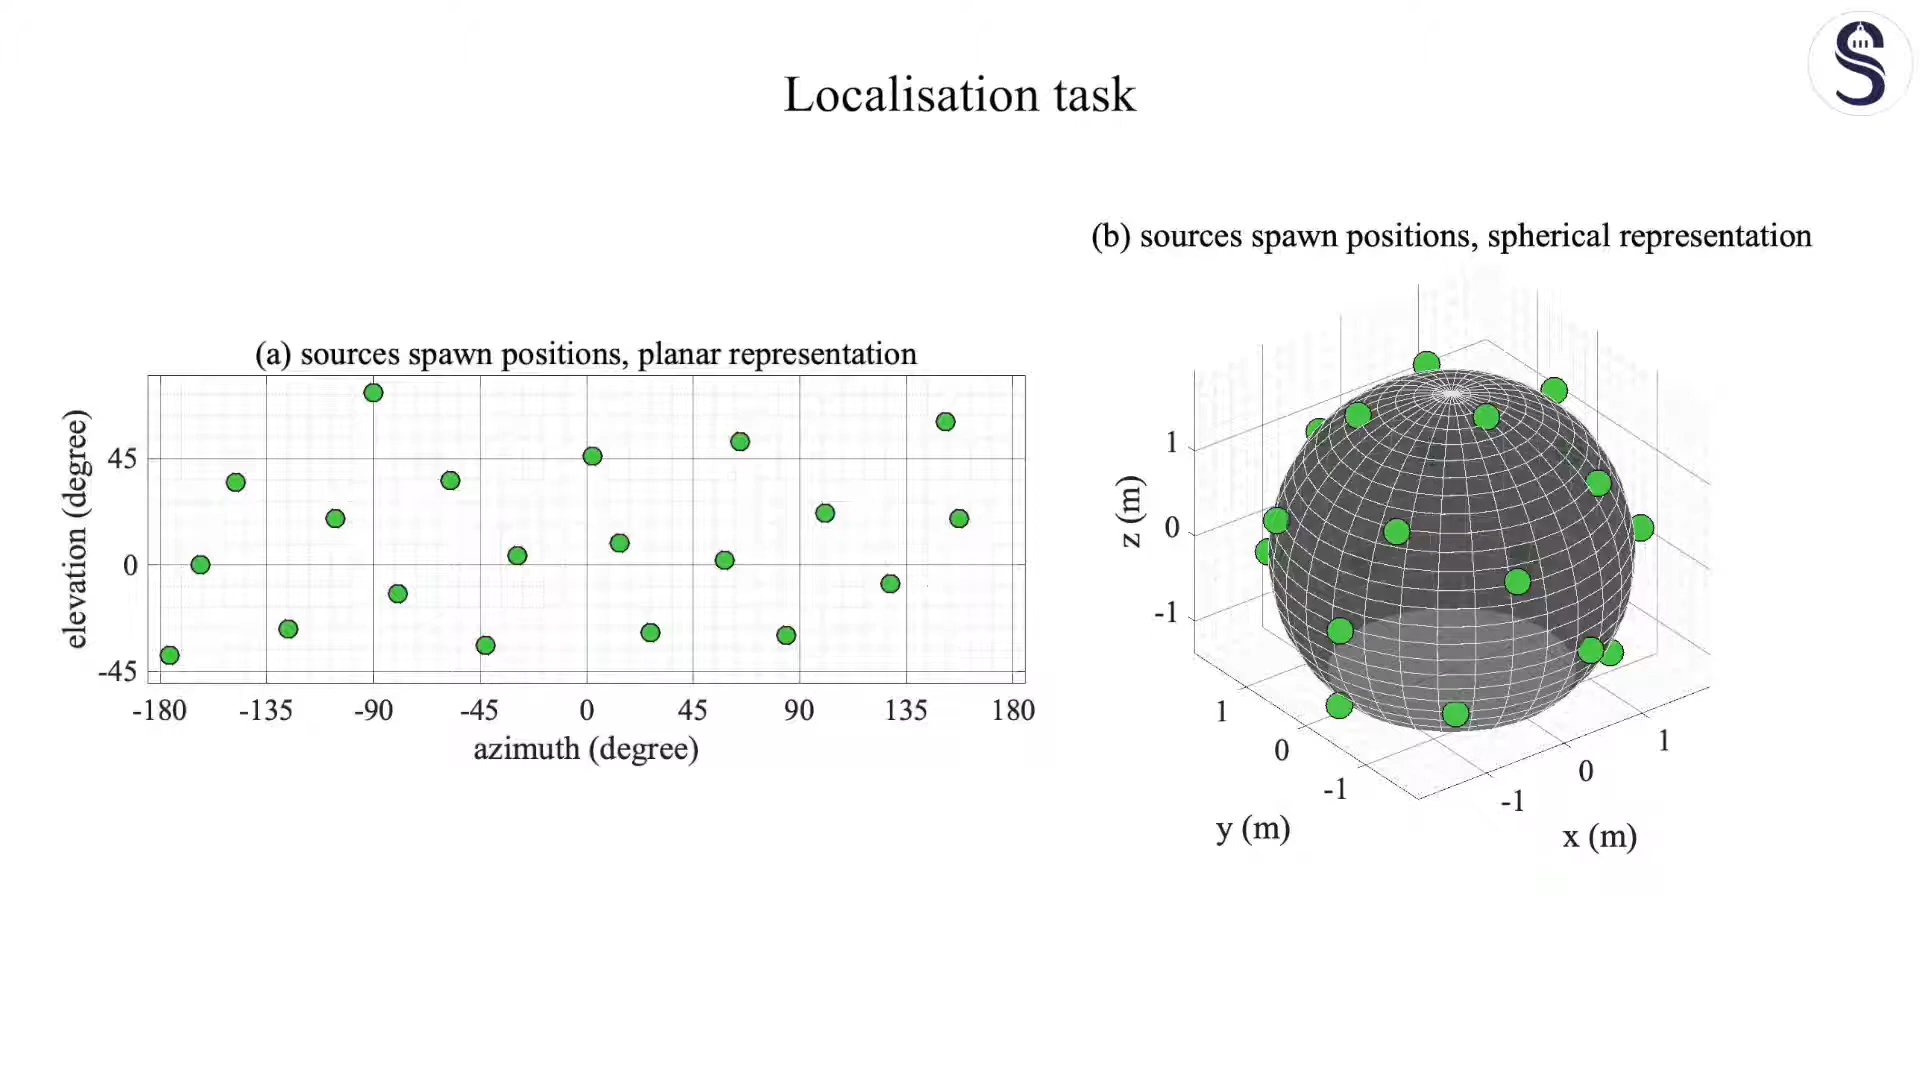 Localisation task
(a) sources spawn positions, planar representation
45
0
-45
elevation (degree)
-180 -135 -90 -45 0 45 90 135 180
azimuth (degree)
(b) sources spawn positions, spherical representation
1
0
-1
z (m)
1
0
-1
y (m)
-1
0
1
x (m)
S